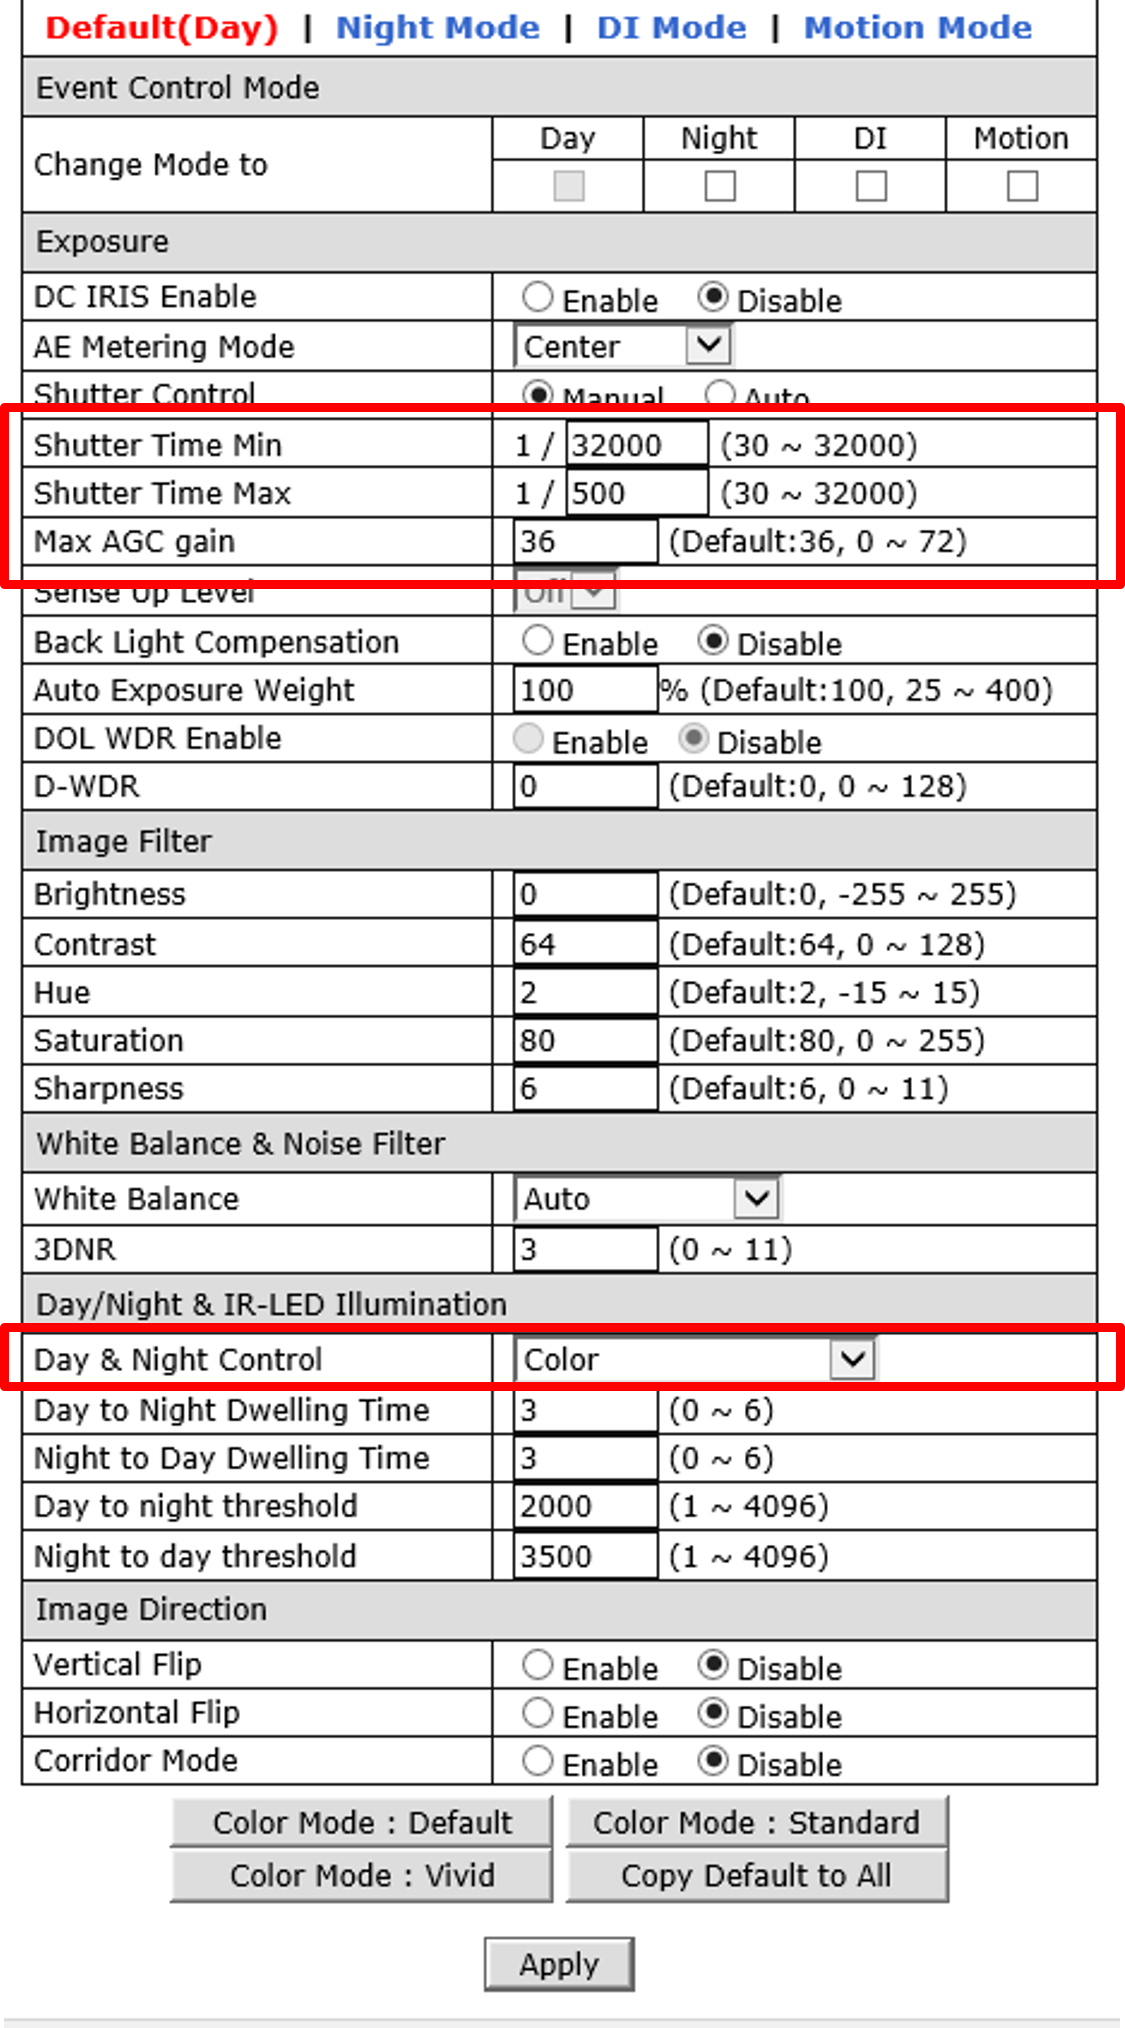 Default(Day) | Night Mode | DI Mode | Motion Mode
Event Control Mode
Change Mode to
Day Night DI Motion
Exposure
DC IRIS Enable Enable Disable
AE Metering Mode Center
Shutter Control Manual Auto
Shutter Time Min 1 / 32000 (30 ~ 32000)
Shutter Time Max 1 / 500 (30 ~ 32000)
Max AGC gain 36 (Default:36, 0 ~ 72)
Sense Up Level Off
Back Light Compensation Enable Disable
Auto Exposure Weight 100 % (Default:100, 25 ~ 400)
DOL WDR Enable Enable Disable
D-WDR 0 (Default:0, 0 ~ 128)
Image Filter
Brightness 0 (Default:0, -255 ~ 255)
Contrast 64 (Default:64, 0 ~ 128)
Hue 2 (Default:2, -15 ~ 15)
Saturation 80 (Default:80, 0 ~ 255)
Sharpness 6 (Default:6, 0 ~ 11)
White Balance & Noise Filter
White Balance Auto
3DNR 3 (0 ~ 11)
Day/Night & IR-LED Illumination
Day & Night Control Color
Day to Night Dwelling Time 3 (0 ~ 6)
Night to Day Dwelling Time 3 (0 ~ 6)
Day to night threshold 2000 (1 ~ 4096)
Night to day threshold 3500 (1 ~ 4096)
Image Direction
Vertical Flip Enable Disable
Horizontal Flip Enable Disable
Corridor Mode Enable Disable
Color Mode : Default Color Mode : Standard
Color Mode : Vivid Copy Default to All
Apply